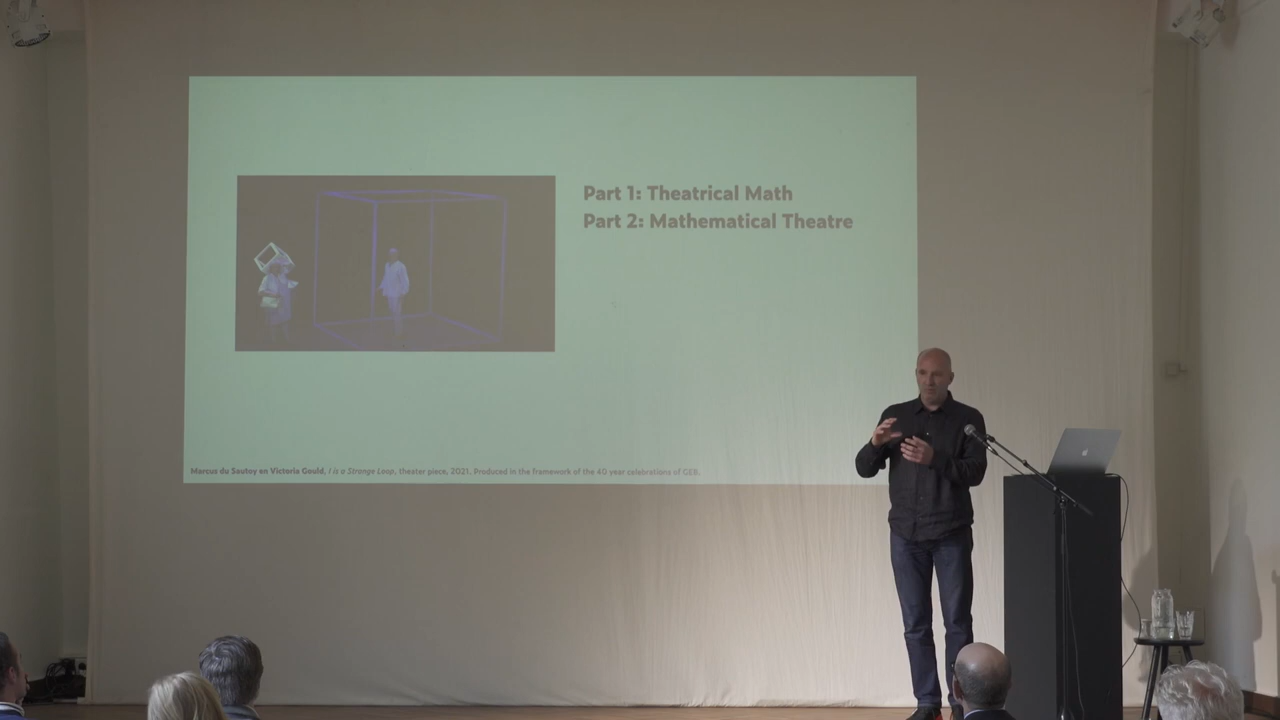 Part 1: Theatrical Math
Part 2: Mathematical Theatre
Marcus du Sautoy en Victoria Gould, I is a Strange Loop, theater piece, 2021. Produced in the framework of the 40 year celebrations of GEB.